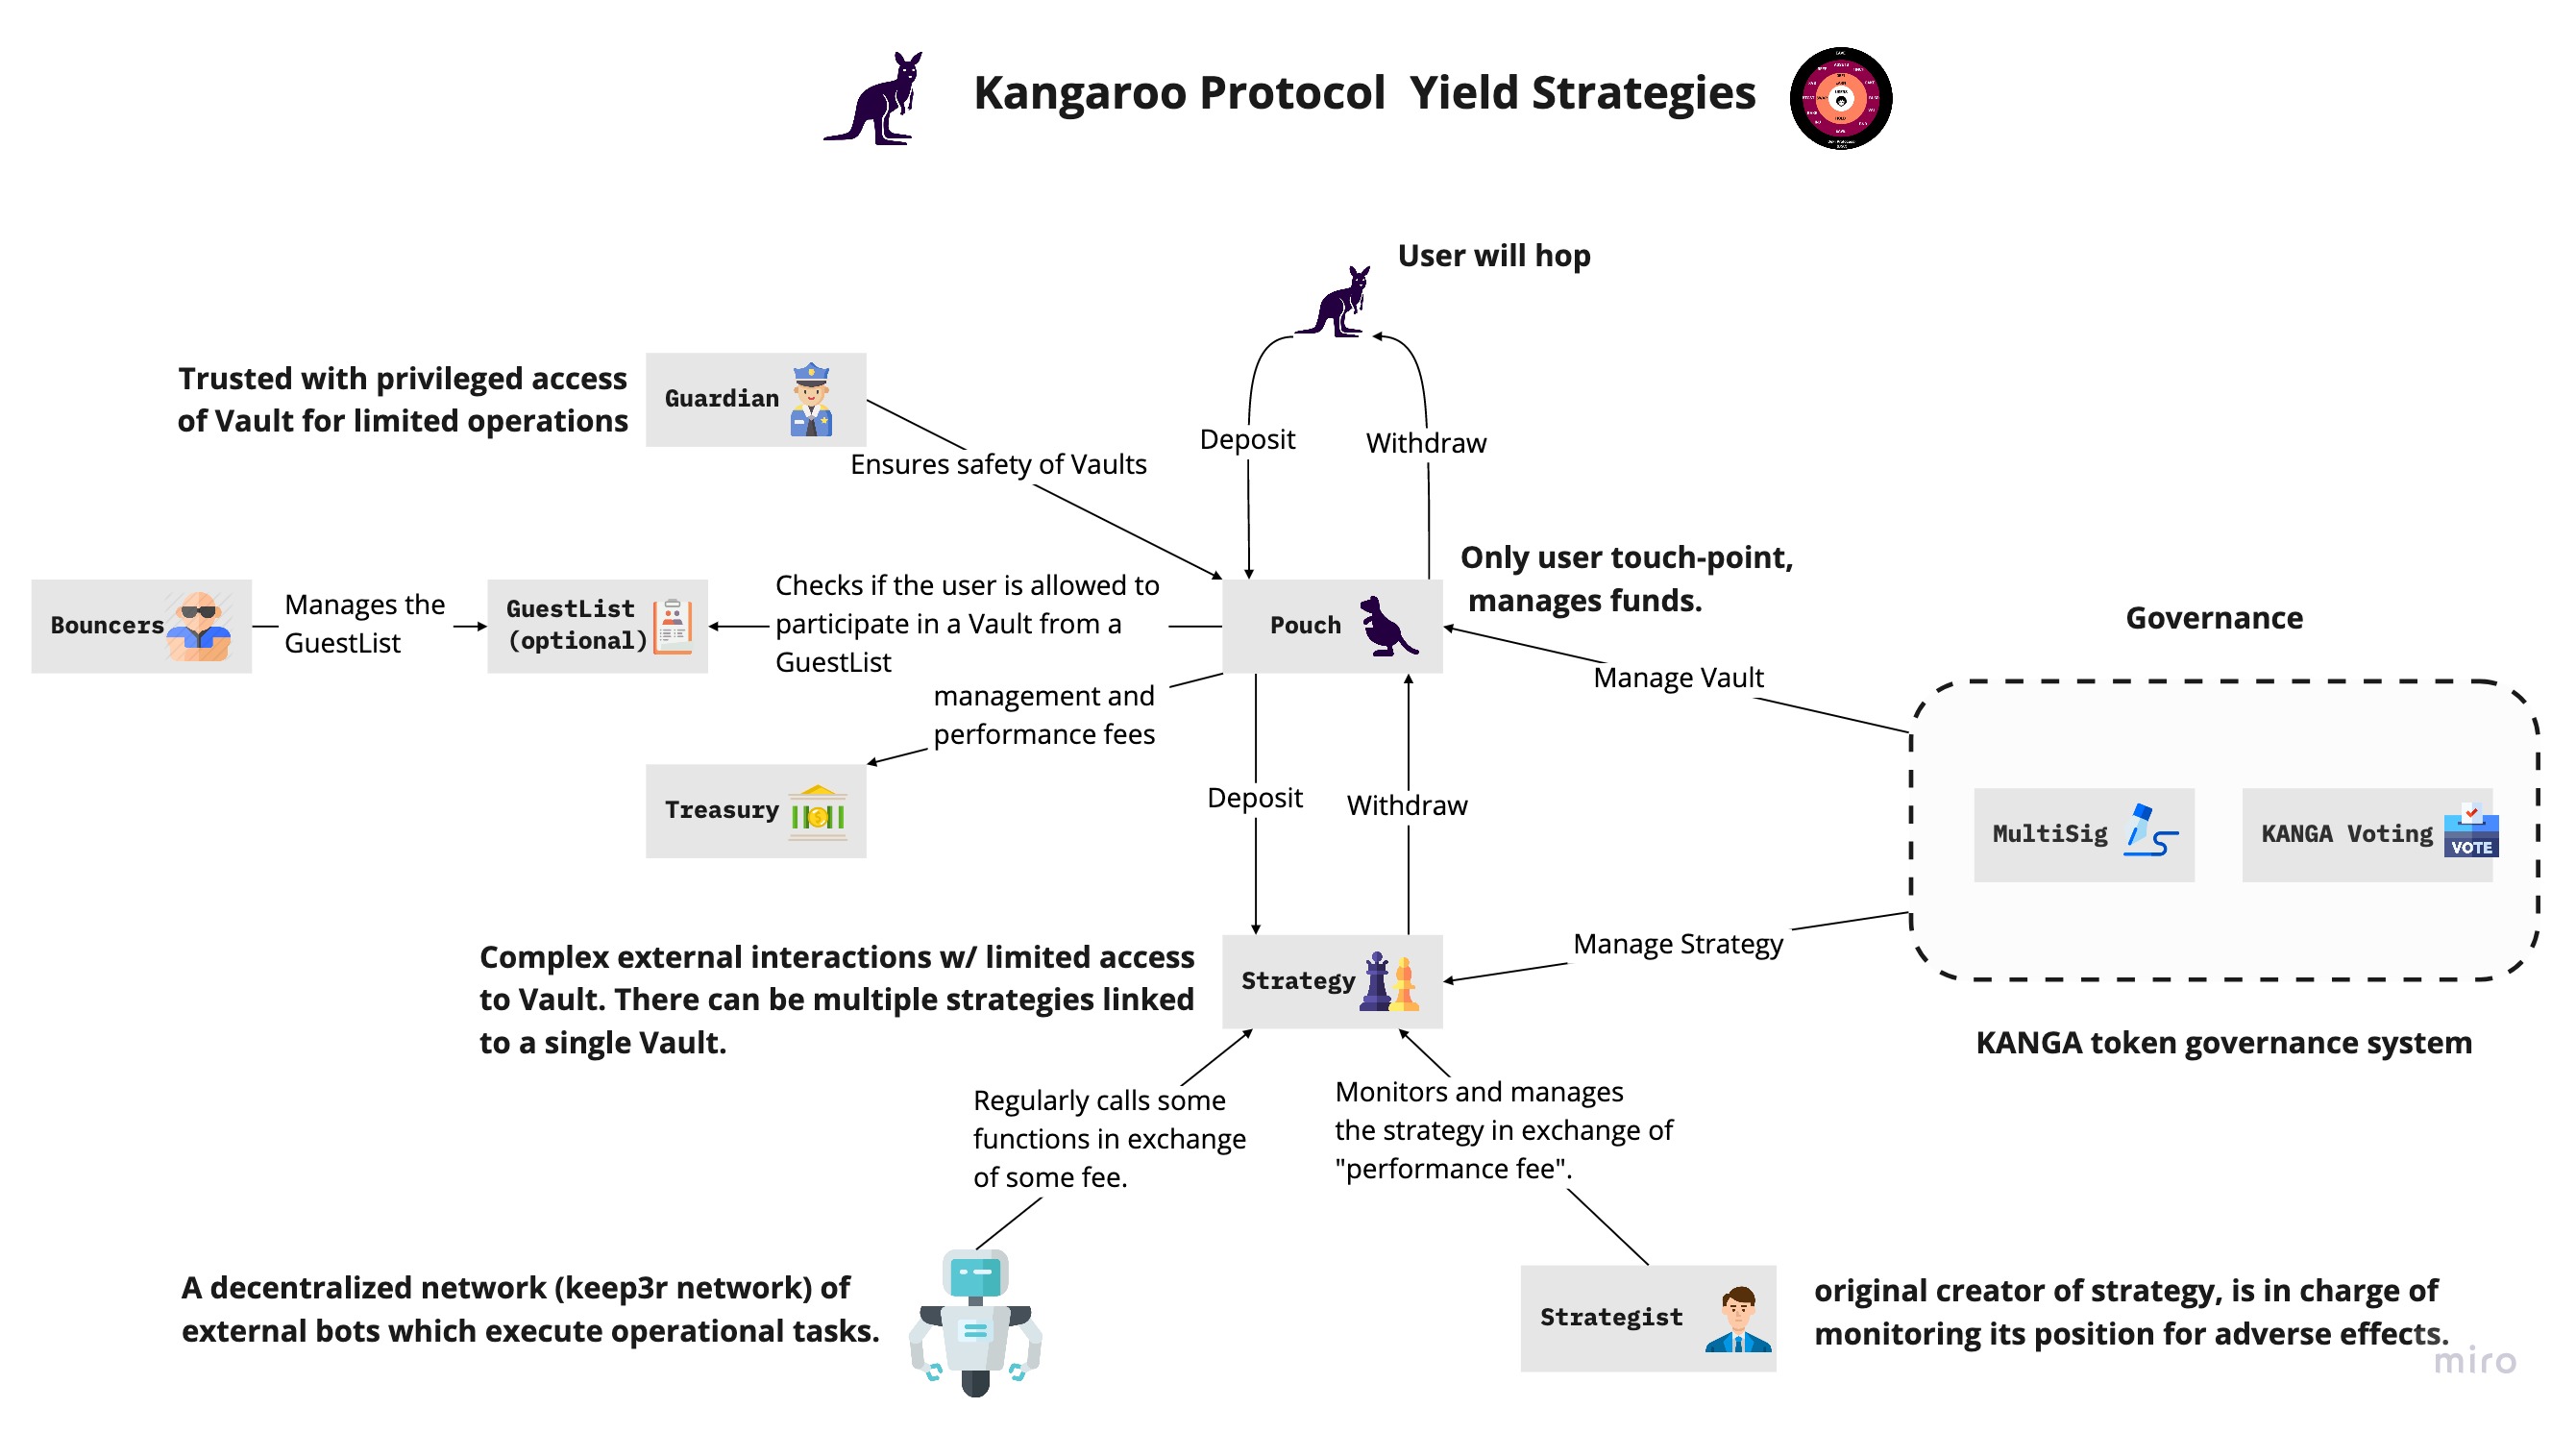 Kangaroo Protocol  Yield Strategies
User will hop
Trusted with privileged access
of Vault for limited operations
Guardian
Ensures safety of Vaults
Deposit
Withdraw
Only user touch-point,
manages funds.
Bouncers
Manages the
GuestList
GuestList
(optional)
Checks if the user is allowed to
participate in a Vault from a
GuestList
Pouch
management and
performance fees
Treasury
Manage Vault
Governance
MultiSig
KANGA Voting
VOTE
Deposit
Withdraw
Manage Strategy
KANGA token governance system
Complex external interactions w/ limited access
to Vault. There can be multiple strategies linked
to a single Vault.
Strategy
Regularly calls some
functions in exchange
of some fee.
Monitors and manages
the strategy in exchange of
"performance fee".
A decentralized network (keep3r network) of
external bots which execute operational tasks.
Strategist
original creator of strategy, is in charge of
monitoring its position for adverse effects.
miro